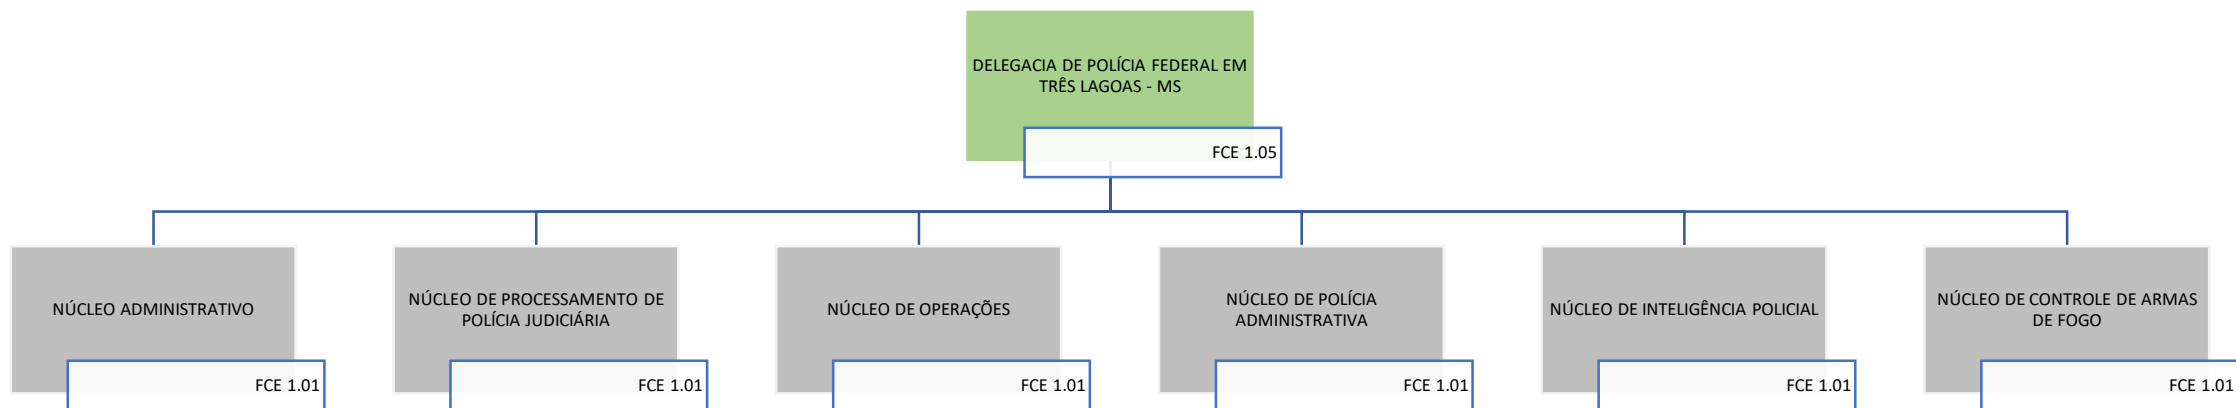 DELEGACIA DE POLÍCIA FEDERAL EM
TRÊS LAGOAS - MS
FCE 1.05
NÚCLEO ADMINISTRATIVO
FCE 1.01
NÚCLEO DE PROCESSAMENTO DE
POLÍCIA JUDICIÁRIA
FCE 1.01
NÚCLEO DE OPERAÇÕES
FCE 1.01
NÚCLEO DE POLÍCIA
ADMINISTRATIVA
FCE 1.01
NÚCLEO DE INTELIGÊNCIA POLICIAL
FCE 1.01
NÚCLEO DE CONTROLE DE ARMAS
DE FOGO
FCE 1.01